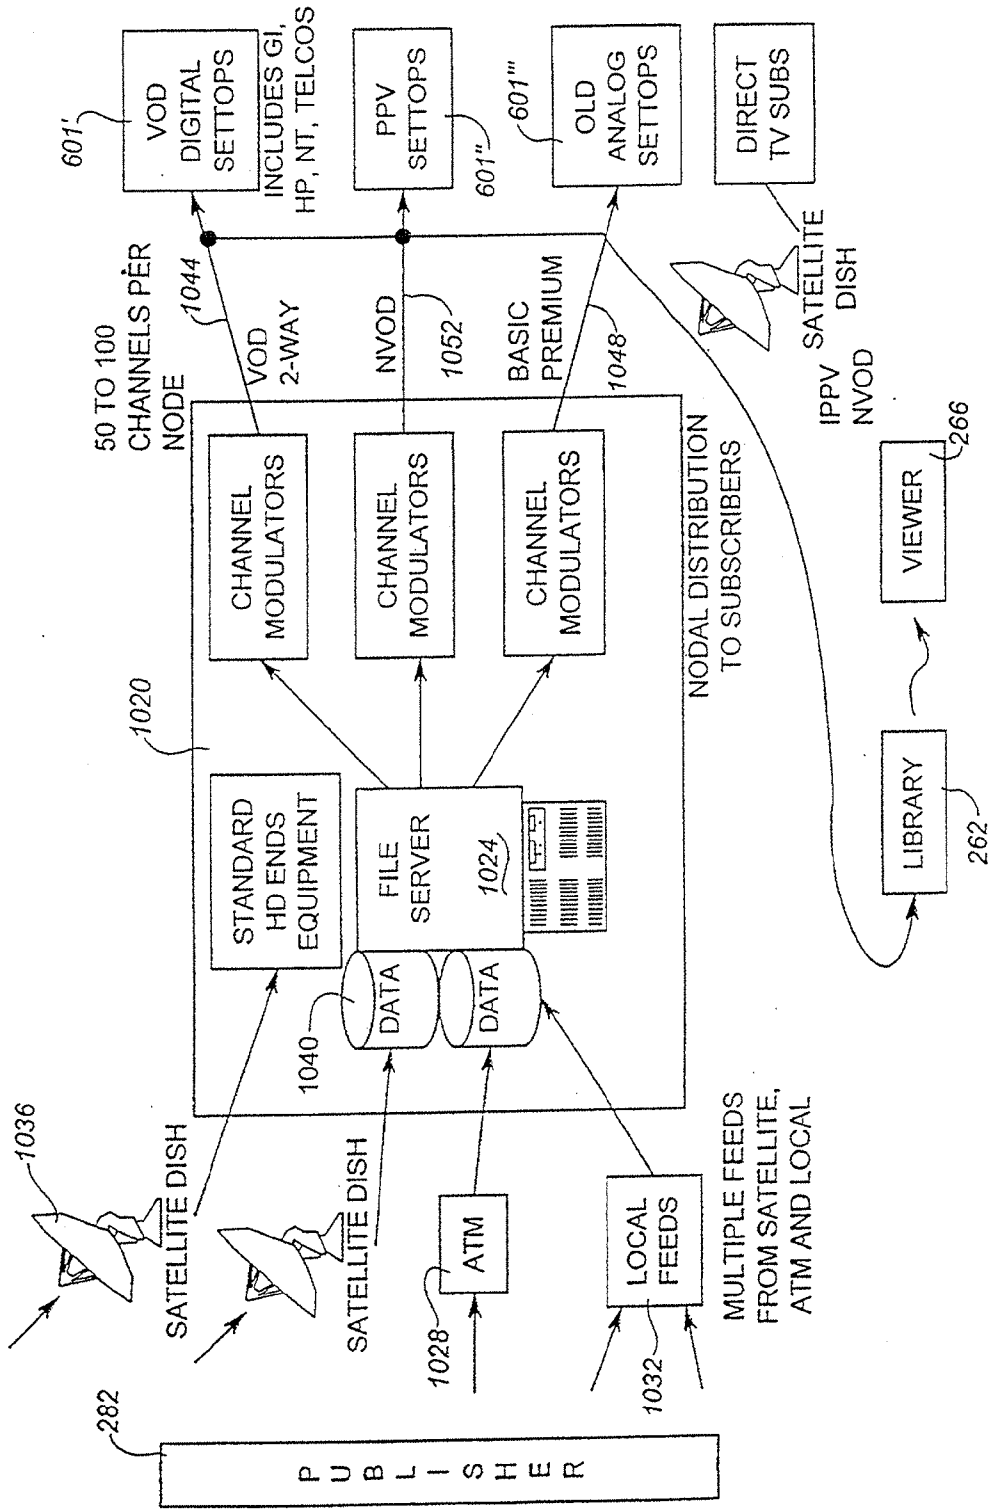 282
PUBLISHER
1036
SATELLITE DISH
SATELLITE DISH
1028
ATM
1032
LOCAL
FEEDS
MULTIPLE FEEDS
FROM SATELLITE,
ATM AND LOCAL
1020
STANDARD
HD ENDS
EQUIPMENT
1040
DATA
DATA
FILE
SERVER
1024
CHANNEL
MODULATORS
CHANNEL
MODULATORS
CHANNEL
MODULATORS
NODAL DISTRIBUTION
TO SUBSCRIBERS
50 TO 100
CHANNELS PER
NODE
1044
VOD
2-WAY
NVOD
1052
BASIC
PREMIUM
1048
601'
VOD
DIGITAL
SETTOPS
INCLUDES GI,
HP, NT, TELCOS
PPV
SETTOPS
601"
601'''
OLD
ANALOG
SETTOPS
DIRECT
TV SUBS
SATELLITE
DISH
IPPV
NVOD
LIBRARY
262
VIEWER
266